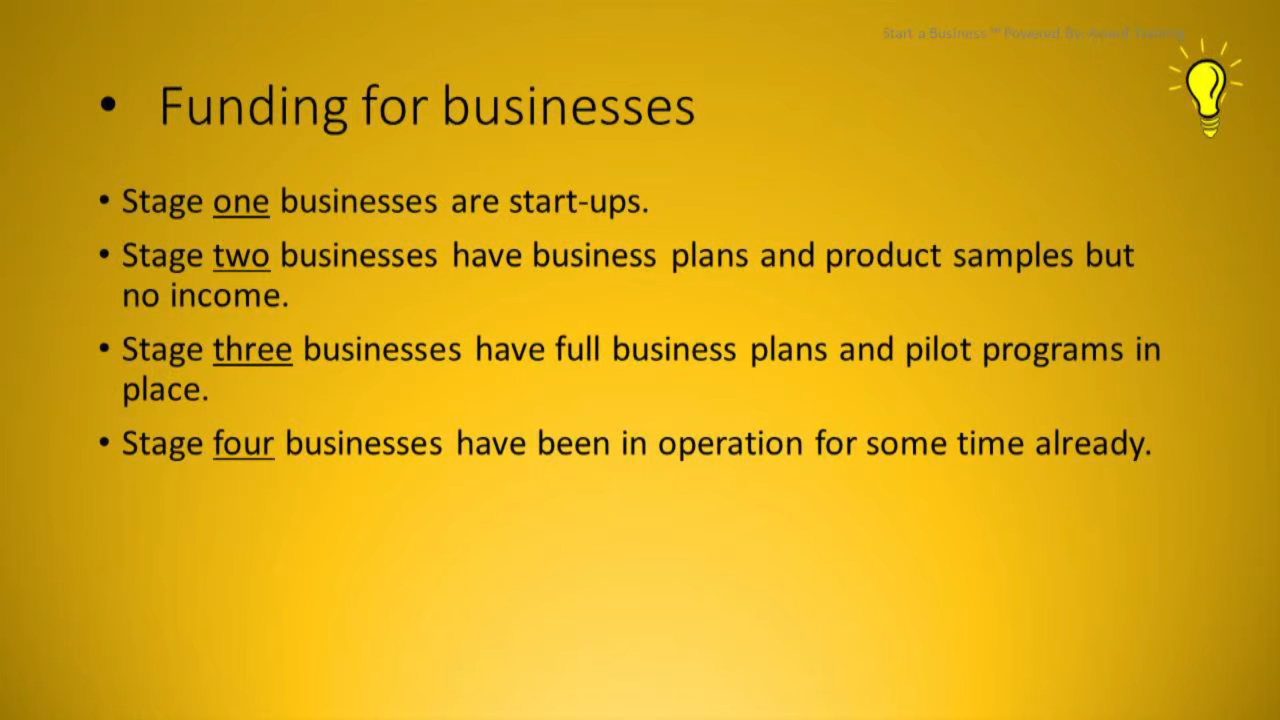 Start a Business™ Powered By: Award Training
• Funding for businesses
• Stage one businesses are start-ups.
• Stage two businesses have business plans and product samples but
no income.
• Stage three businesses have full business plans and pilot programs in
place.
• Stage four businesses have been in operation for some time already.